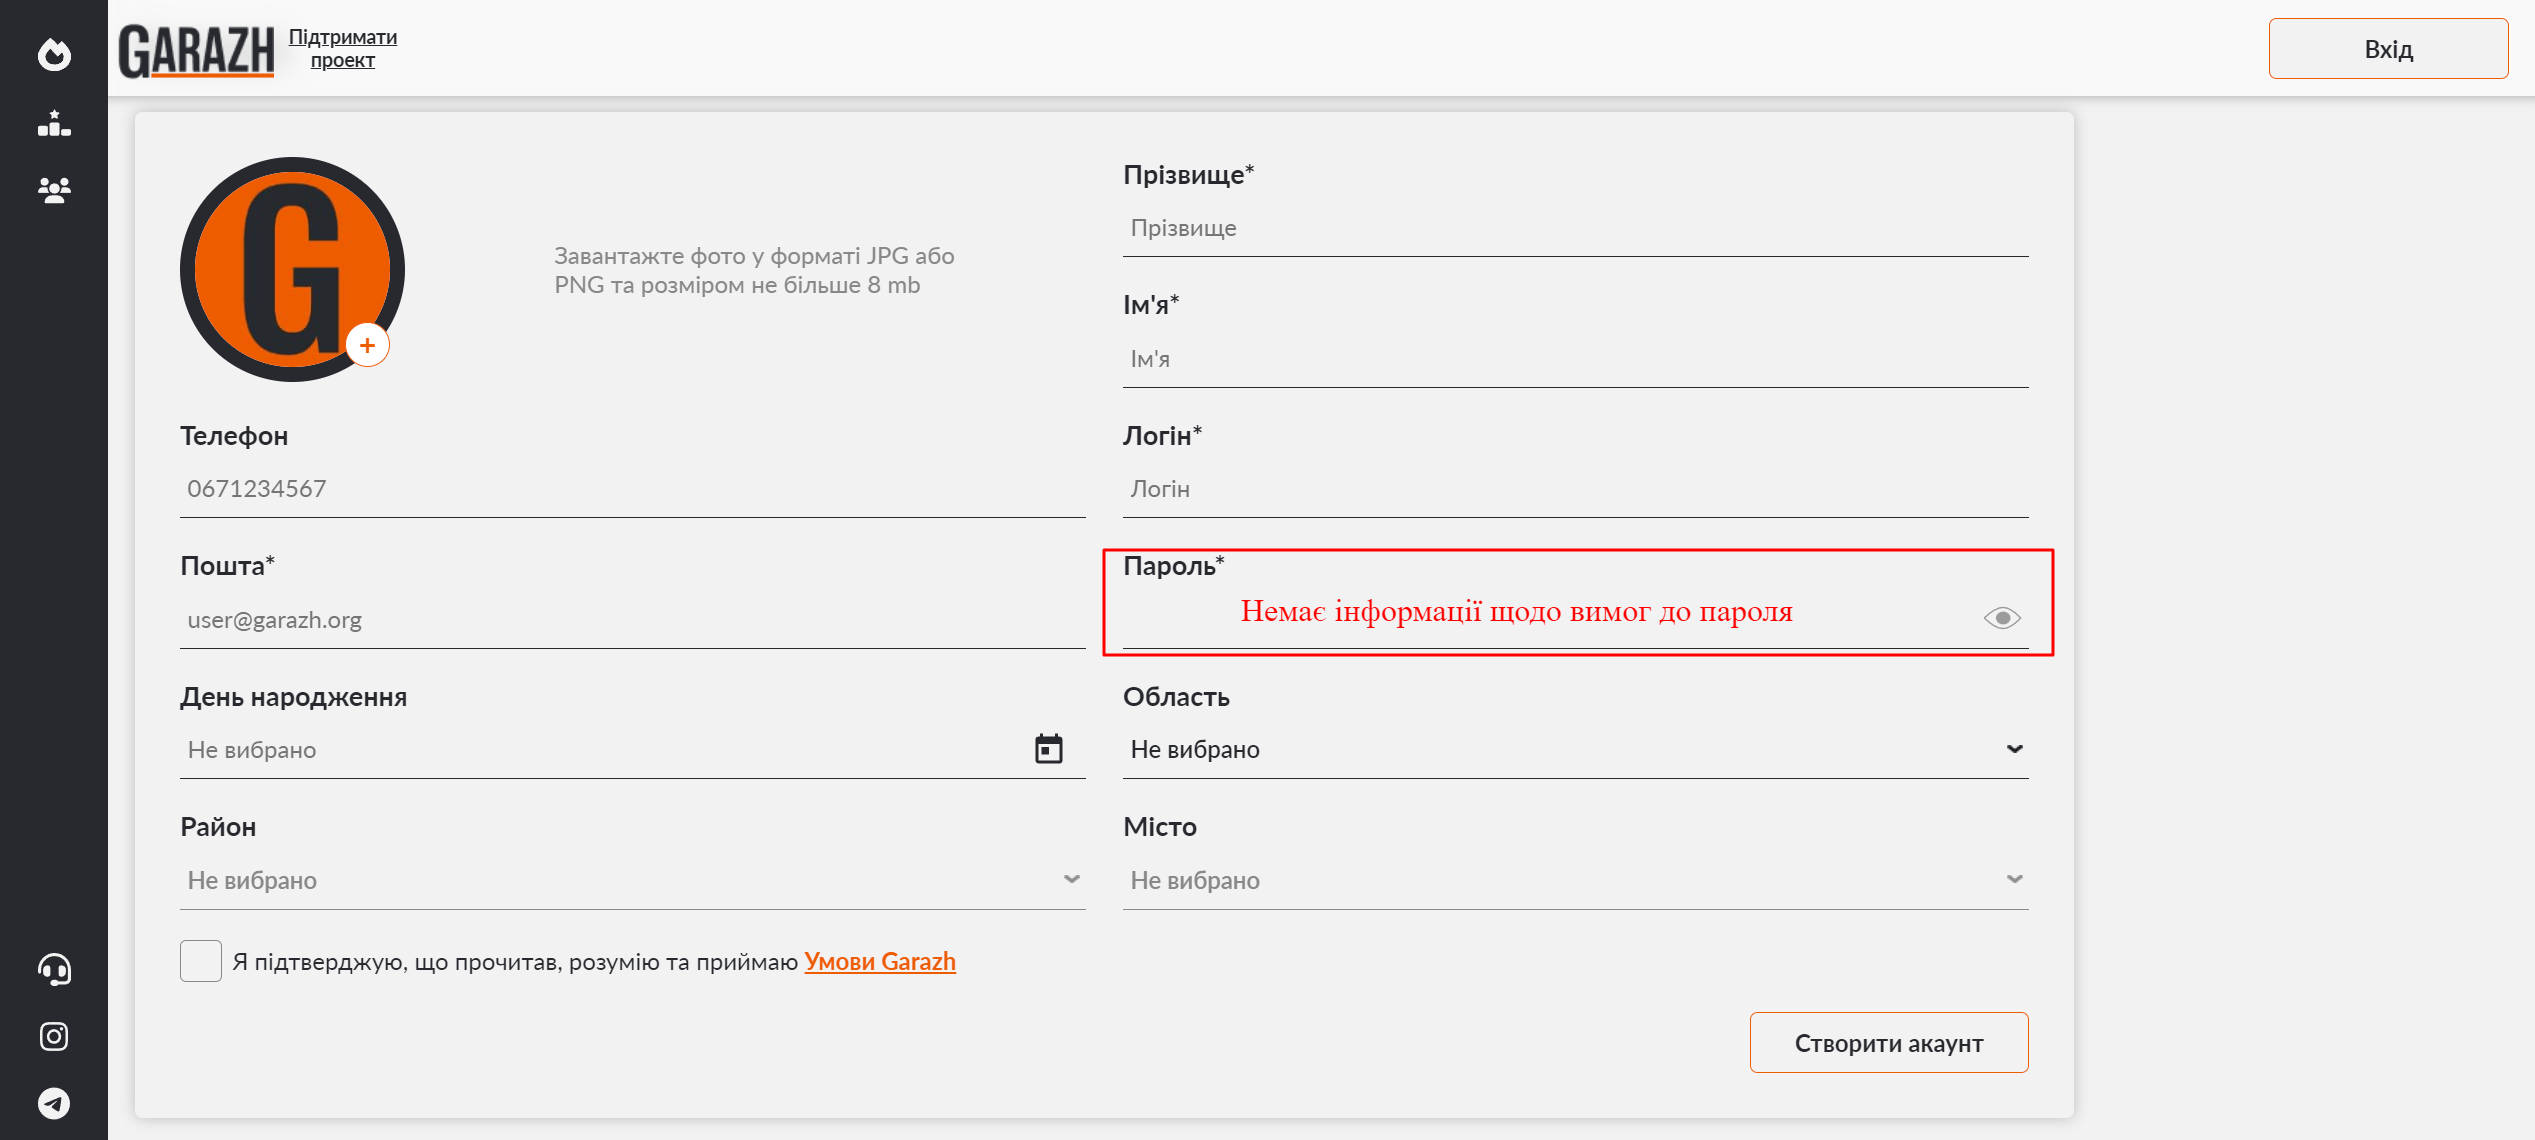 GARAZH
Підтримати
проект
Вхід
G
+
Завантажте фото у форматі JPG або
PNG та розміром не більше 8 mb
Прізвище*
Прізвище
Ім'я*
Ім'я
Телефон
0671234567
Логін*
Логін
Пошта*
user@garazh.org
Пароль*
Немає інформації щодо вимог до пароля
День народження
Не вибрано
Область
Не вибрано
Район
Не вибрано
Місто
Не вибрано
Я підтверджую, що прочитав, розумію та приймаю Умови Garazh
Створити акаунт